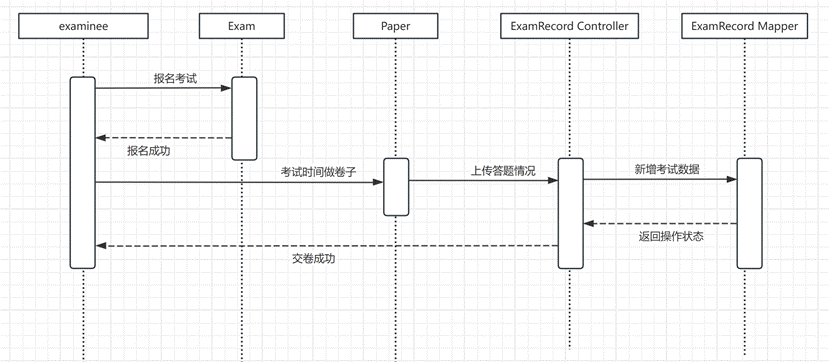 examinee
Exam
Paper
ExamRecord Controller
ExamRecord Mapper
报名考试
报名成功
考试时间做卷子
上传答题情况
新增考试数据
返回操作状态
交卷成功